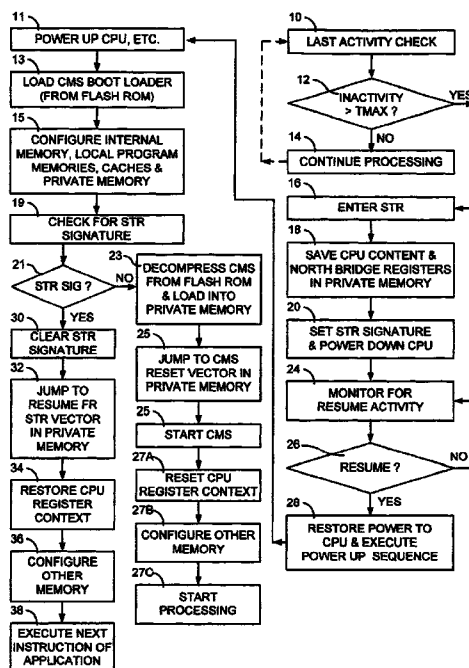 11
POWER UP CPU, ETC.
13
LOAD CMS BOOT LOADER
(FROM FLASH ROM)
15
CONFIGURE INTERNAL
MEMORY, LOCAL PROGRAM
MEMORIES, CACHES &
PRIVATE MEMORY
19
CHECK FOR STR
SIGNATURE
21
STR SIG ?
NO
YES
30
CLEAR STR
SIGNATURE
32
JUMP TO
RESUME FR
STR VECTOR
IN PRIVATE
MEMORY
34
RESTORE CPU
REGISTER
CONTEXT
36
CONFIGURE
OTHER
MEMORY
38
EXECUTE NEXT
INSTRUCTION OF
APPLICATION
23
DECOMPRESS CMS
FROM FLASH ROM
& LOAD INTO
PRIVATE MEMORY
25
JUMP TO CMS
RESET VECTOR IN
PRIVATE MEMORY
25
START CMS
27A
RESET CPU
REGISTER CONTEXT
27B
CONFIGURE OTHER
MEMORY
27C
START
PROCESSING
10
LAST ACTIVITY CHECK
12
INACTIVITY
> TMAX ?
YES
NO
14
CONTINUE PROCESSING
16
ENTER STR
18
SAVE CPU CONTENT &
NORTH BRIDGE REGISTERS
IN PRIVATE MEMORY
20
SET STR SIGNATURE
& POWER DOWN CPU
24
MONITOR FOR
RESUME ACTIVITY
26
RESUME ?
NO
YES
28
RESTORE POWER TO
CPU & EXECUTE
POWER UP SEQUENCE